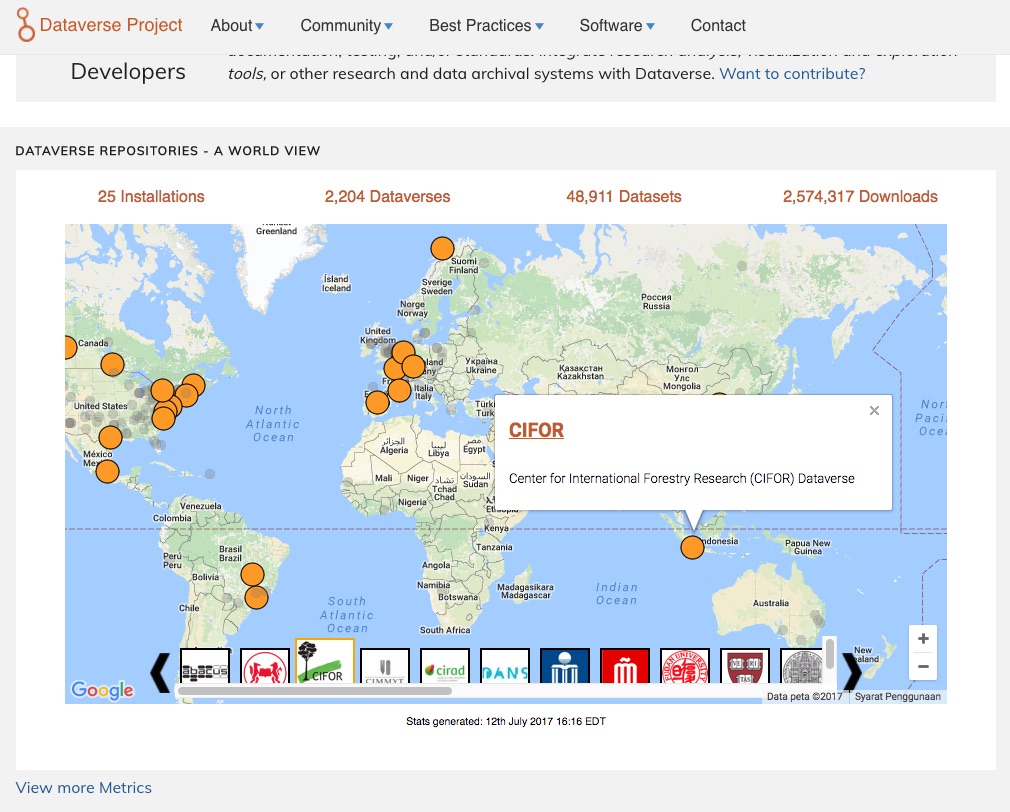 Dataverse Project
About
Community
Best Practices
Software
Contact
Developers
tools, or other research and data archival systems with Dataverse. Want to contribute?
DATAVERSE REPOSITORIES - A WORLD VIEW
25 Installations
2,204 Dataverses
48,911 Datasets
2,574,317 Downloads
Greenland
Ísland
Iceland
Suomi
Finland
Sverige
Sweden
Norge
Norway
United
Kingdom
Россия
Russia
Canada
Україна
Ukraine
Қазақстан
Kazakhstan
Монгол
Улс
Mongolia
Italia
Italy
United States
North
Atlantic
Ocean
México
الجزائر
Algeria
ليبيا
Libya
مصر
Egypt
Mali
Niger
تشاد
Tchad
Chad
السودان
Sudan
Nigeria
CIFOR
Center for International Forestry Research (CIFOR) Dataverse
Venezuela
Colombia
Kenya
Tanzania
Indonesia
Papua New
Guinea
Perú
Peru
Brasil
Brazil
Bolivia
Angola
Namibia
Botswana
Madagasikara
Madagascar
Indian
Ocean
Australia
Chile
South
Atlantic
Ocean
South Africa
New
Zealand
abacus
CIFOR
CIMMYT
cirad
DANS
+
−
Google
Data peta ©2017
Syarat Penggunaan
Stats generated: 12th July 2017 16:16 EDT
View more Metrics